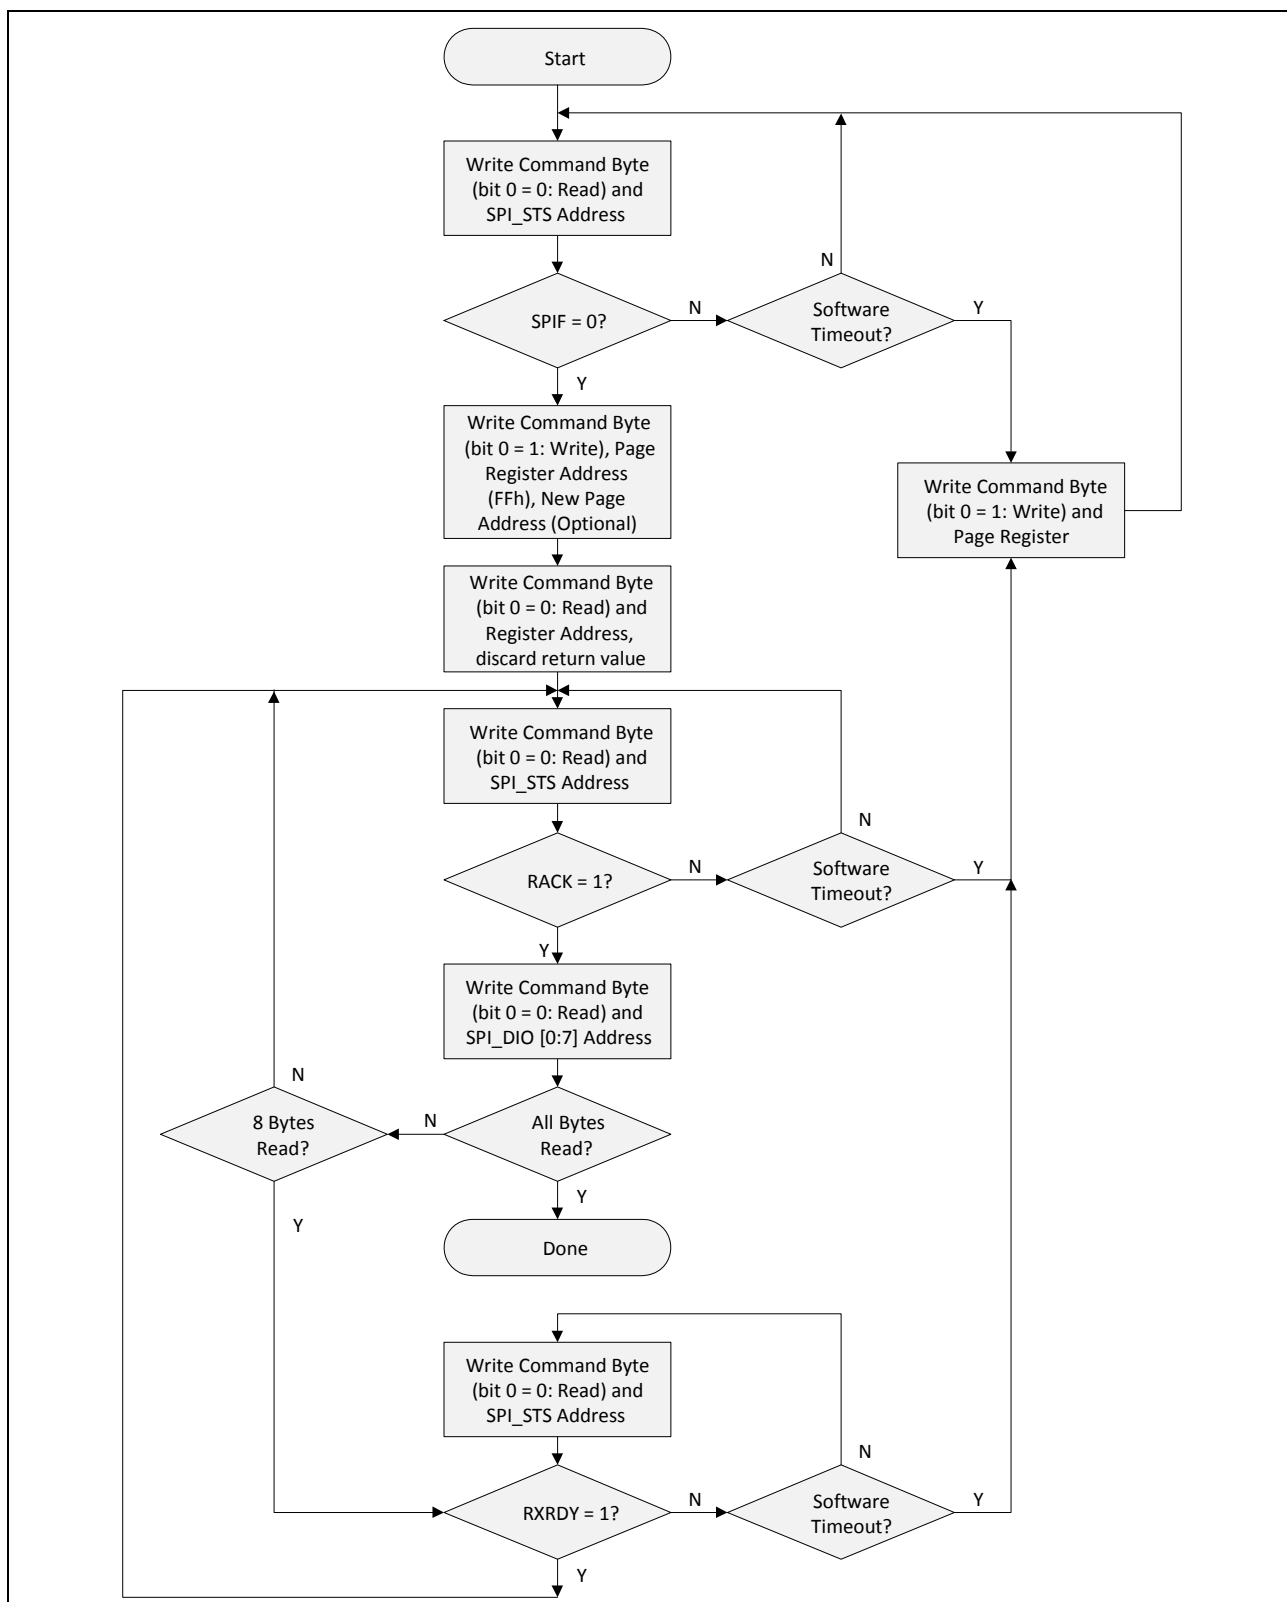 Start
Write Command Byte
(bit 0 = 0: Read) and
SPI_STS Address
N
SPIF = 0?
N
Software
Timeout?
Y
Y
Write Command Byte
(bit 0 = 1: Write), Page
Register Address
(FFh), New Page
Address (Optional)
Write Command Byte
(bit 0 = 1: Write) and
Page Register
Write Command Byte
(bit 0 = 0: Read) and
Register Address,
discard return value
Write Command Byte
(bit 0 = 0: Read) and
SPI_STS Address
N
RACK = 1?
N
Software
Timeout?
Y
Y
Write Command Byte
(bit 0 = 0: Read) and
SPI_DIO [0:7] Address
N
8 Bytes
Read?
N
All Bytes
Read?
Y
Y
Done
Write Command Byte
(bit 0 = 0: Read) and
SPI_STS Address
N
RXRDY = 1?
N
Software
Timeout?
Y
Y